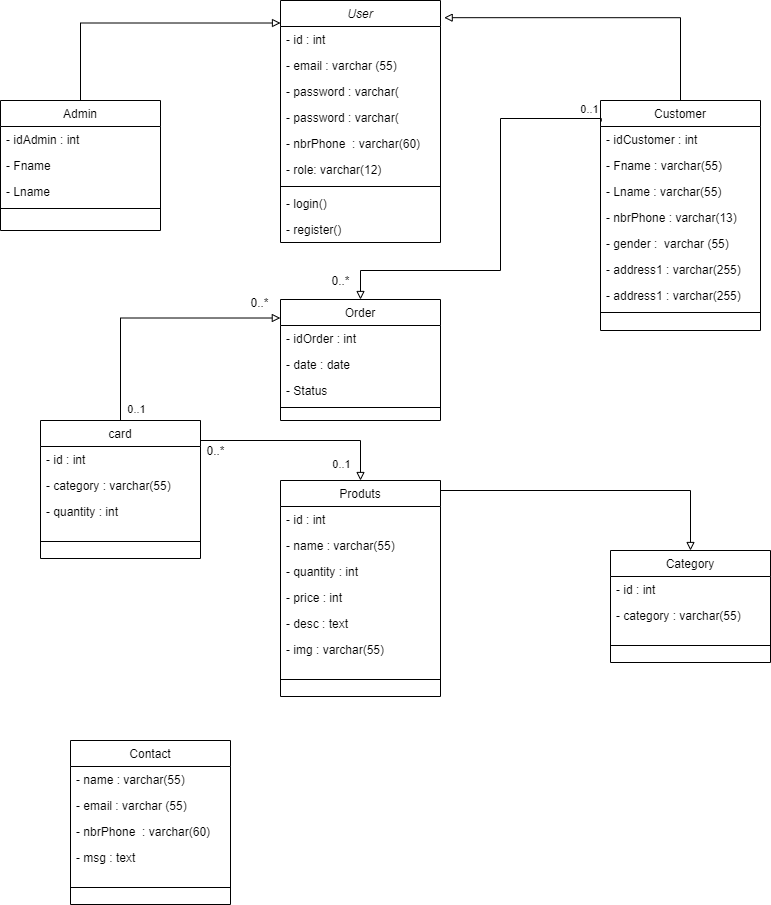 User
- id : int
- email : varchar (55)
- password : varchar(
- password : varchar(
- nbrPhone  : varchar(60)
- role: varchar(12)
- login()
- register()
Admin
- idAdmin : int
- Fname
- Lname
0..1
Customer
- idCustomer : int
- Fname : varchar(55)
- Lname : varchar(55)
- nbrPhone : varchar(13)
- gender :  varchar (55)
- address1 : varchar(255)
- address1 : varchar(255)
0..*
0..*
Order
- idOrder : int
- date : date
- Status
0..1
card
- id : int
- category : varchar(55)
- quantity : int
0..*
0..1
Produts
- id : int
- name : varchar(55)
- quantity : int
- price : int
- desc : text
- img : varchar(55)
Category
- id : int
- category : varchar(55)
Contact
- name : varchar(55)
- email : varchar (55)
- nbrPhone  : varchar(60)
- msg : text